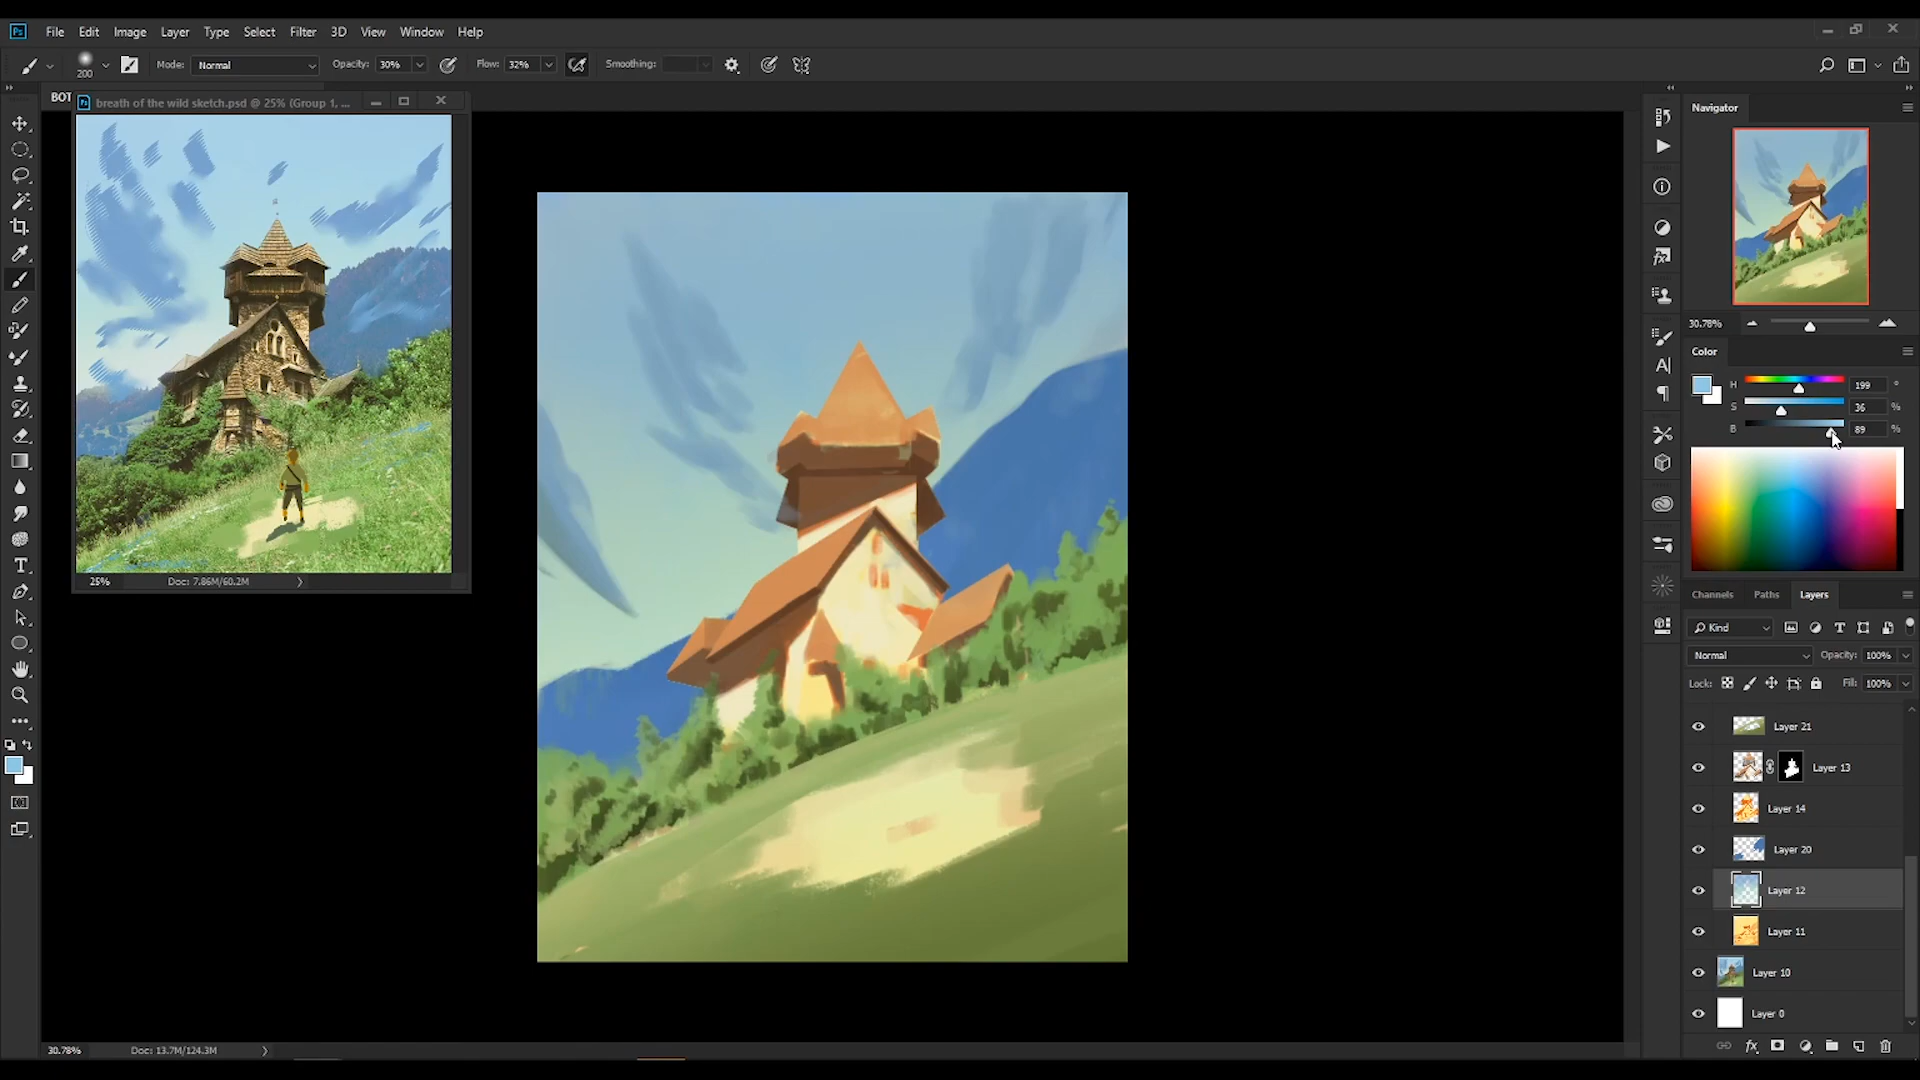 Ps File Edit Image Layer Type Select Filter 3D View Window Help
200 Mode: Normal Opacity: 30% Flow: 32% Smoothing:
BOT
Ps breath of the wild sketch.psd @ 25% (Group 1, ...
25% Doc: 7.86M/60.2M
Navigator
30.78%
Color
H 199 °
S 36 %
B 89 %
Channels Paths Layers
Kind
Normal Opacity: 100%
Lock: Fill: 100%
Layer 21
Layer 13
Layer 14
Layer 20
Layer 12
Layer 11
Layer 10
Layer 0
30.78% Doc: 13.7M/124.3M